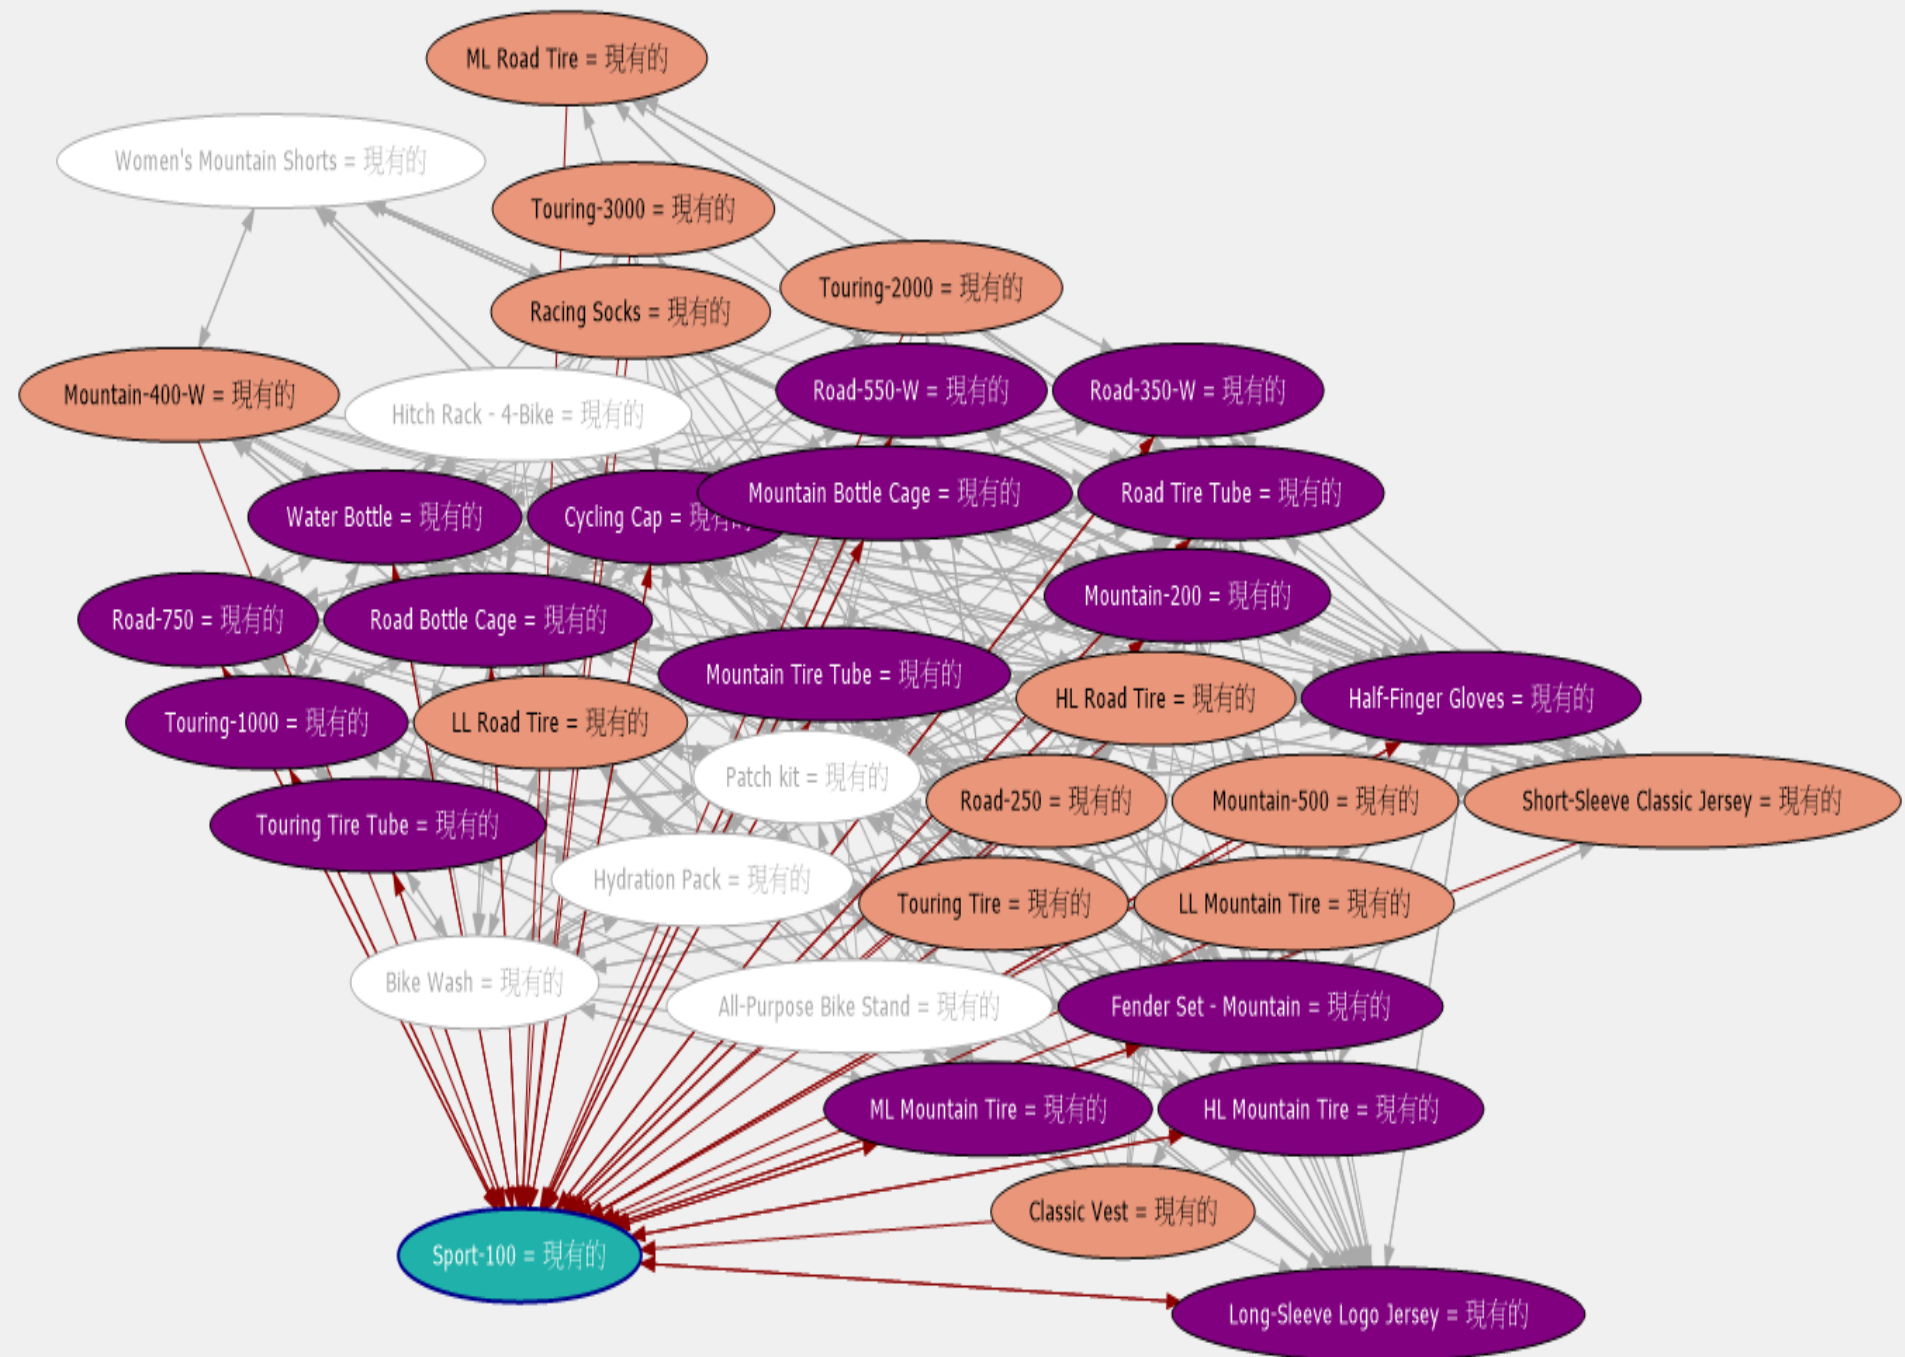 ML Road Tire = 現有的
Women's Mountain Shorts = 現有的
Touring-3000 = 現有的
Touring-2000 = 現有的
Racing Socks = 現有的
Mountain-400-W = 現有的
Hitch Rack - 4-Bike = 現有的
Road-550-W = 現有的
Road-350-W = 現有的
Water Bottle = 現有的
Cycling Cap = 現有的
Mountain Bottle Cage = 現有的
Road Tire Tube = 現有的
Mountain-200 = 現有的
Road-750 = 現有的
Road Bottle Cage = 現有的
Mountain Tire Tube = 現有的
HL Road Tire = 現有的
Half-Finger Gloves = 現有的
Touring-1000 = 現有的
LL Road Tire = 現有的
Patch kit = 現有的
Road-250 = 現有的
Mountain-500 = 現有的
Short-Sleeve Classic Jersey = 現有的
Touring Tire Tube = 現有的
Hydration Pack = 現有的
Touring Tire = 現有的
LL Mountain Tire = 現有的
Bike Wash = 現有的
All-Purpose Bike Stand = 現有的
Fender Set - Mountain = 現有的
ML Mountain Tire = 現有的
HL Mountain Tire = 現有的
Classic Vest = 現有的
Sport-100 = 現有的
Long-Sleeve Logo Jersey = 現有的